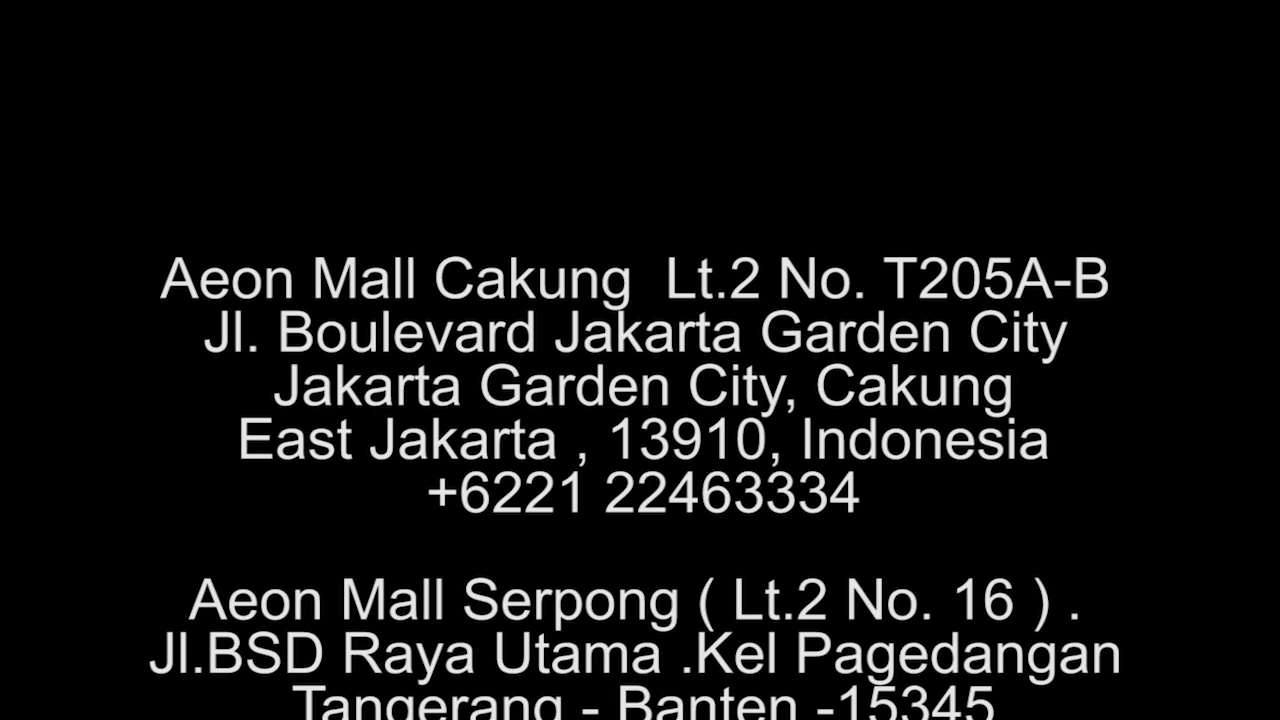 Aeon Mall Cakung  Lt.2 No. T205A-B
Jl. Boulevard Jakarta Garden City
Jakarta Garden City, Cakung
East Jakarta , 13910, Indonesia
+6221 22463334
Aeon Mall Serpong ( Lt.2 No. 16 ) .
Jl.BSD Raya Utama .Kel Pagedangan
Tangerang - Banten -15345